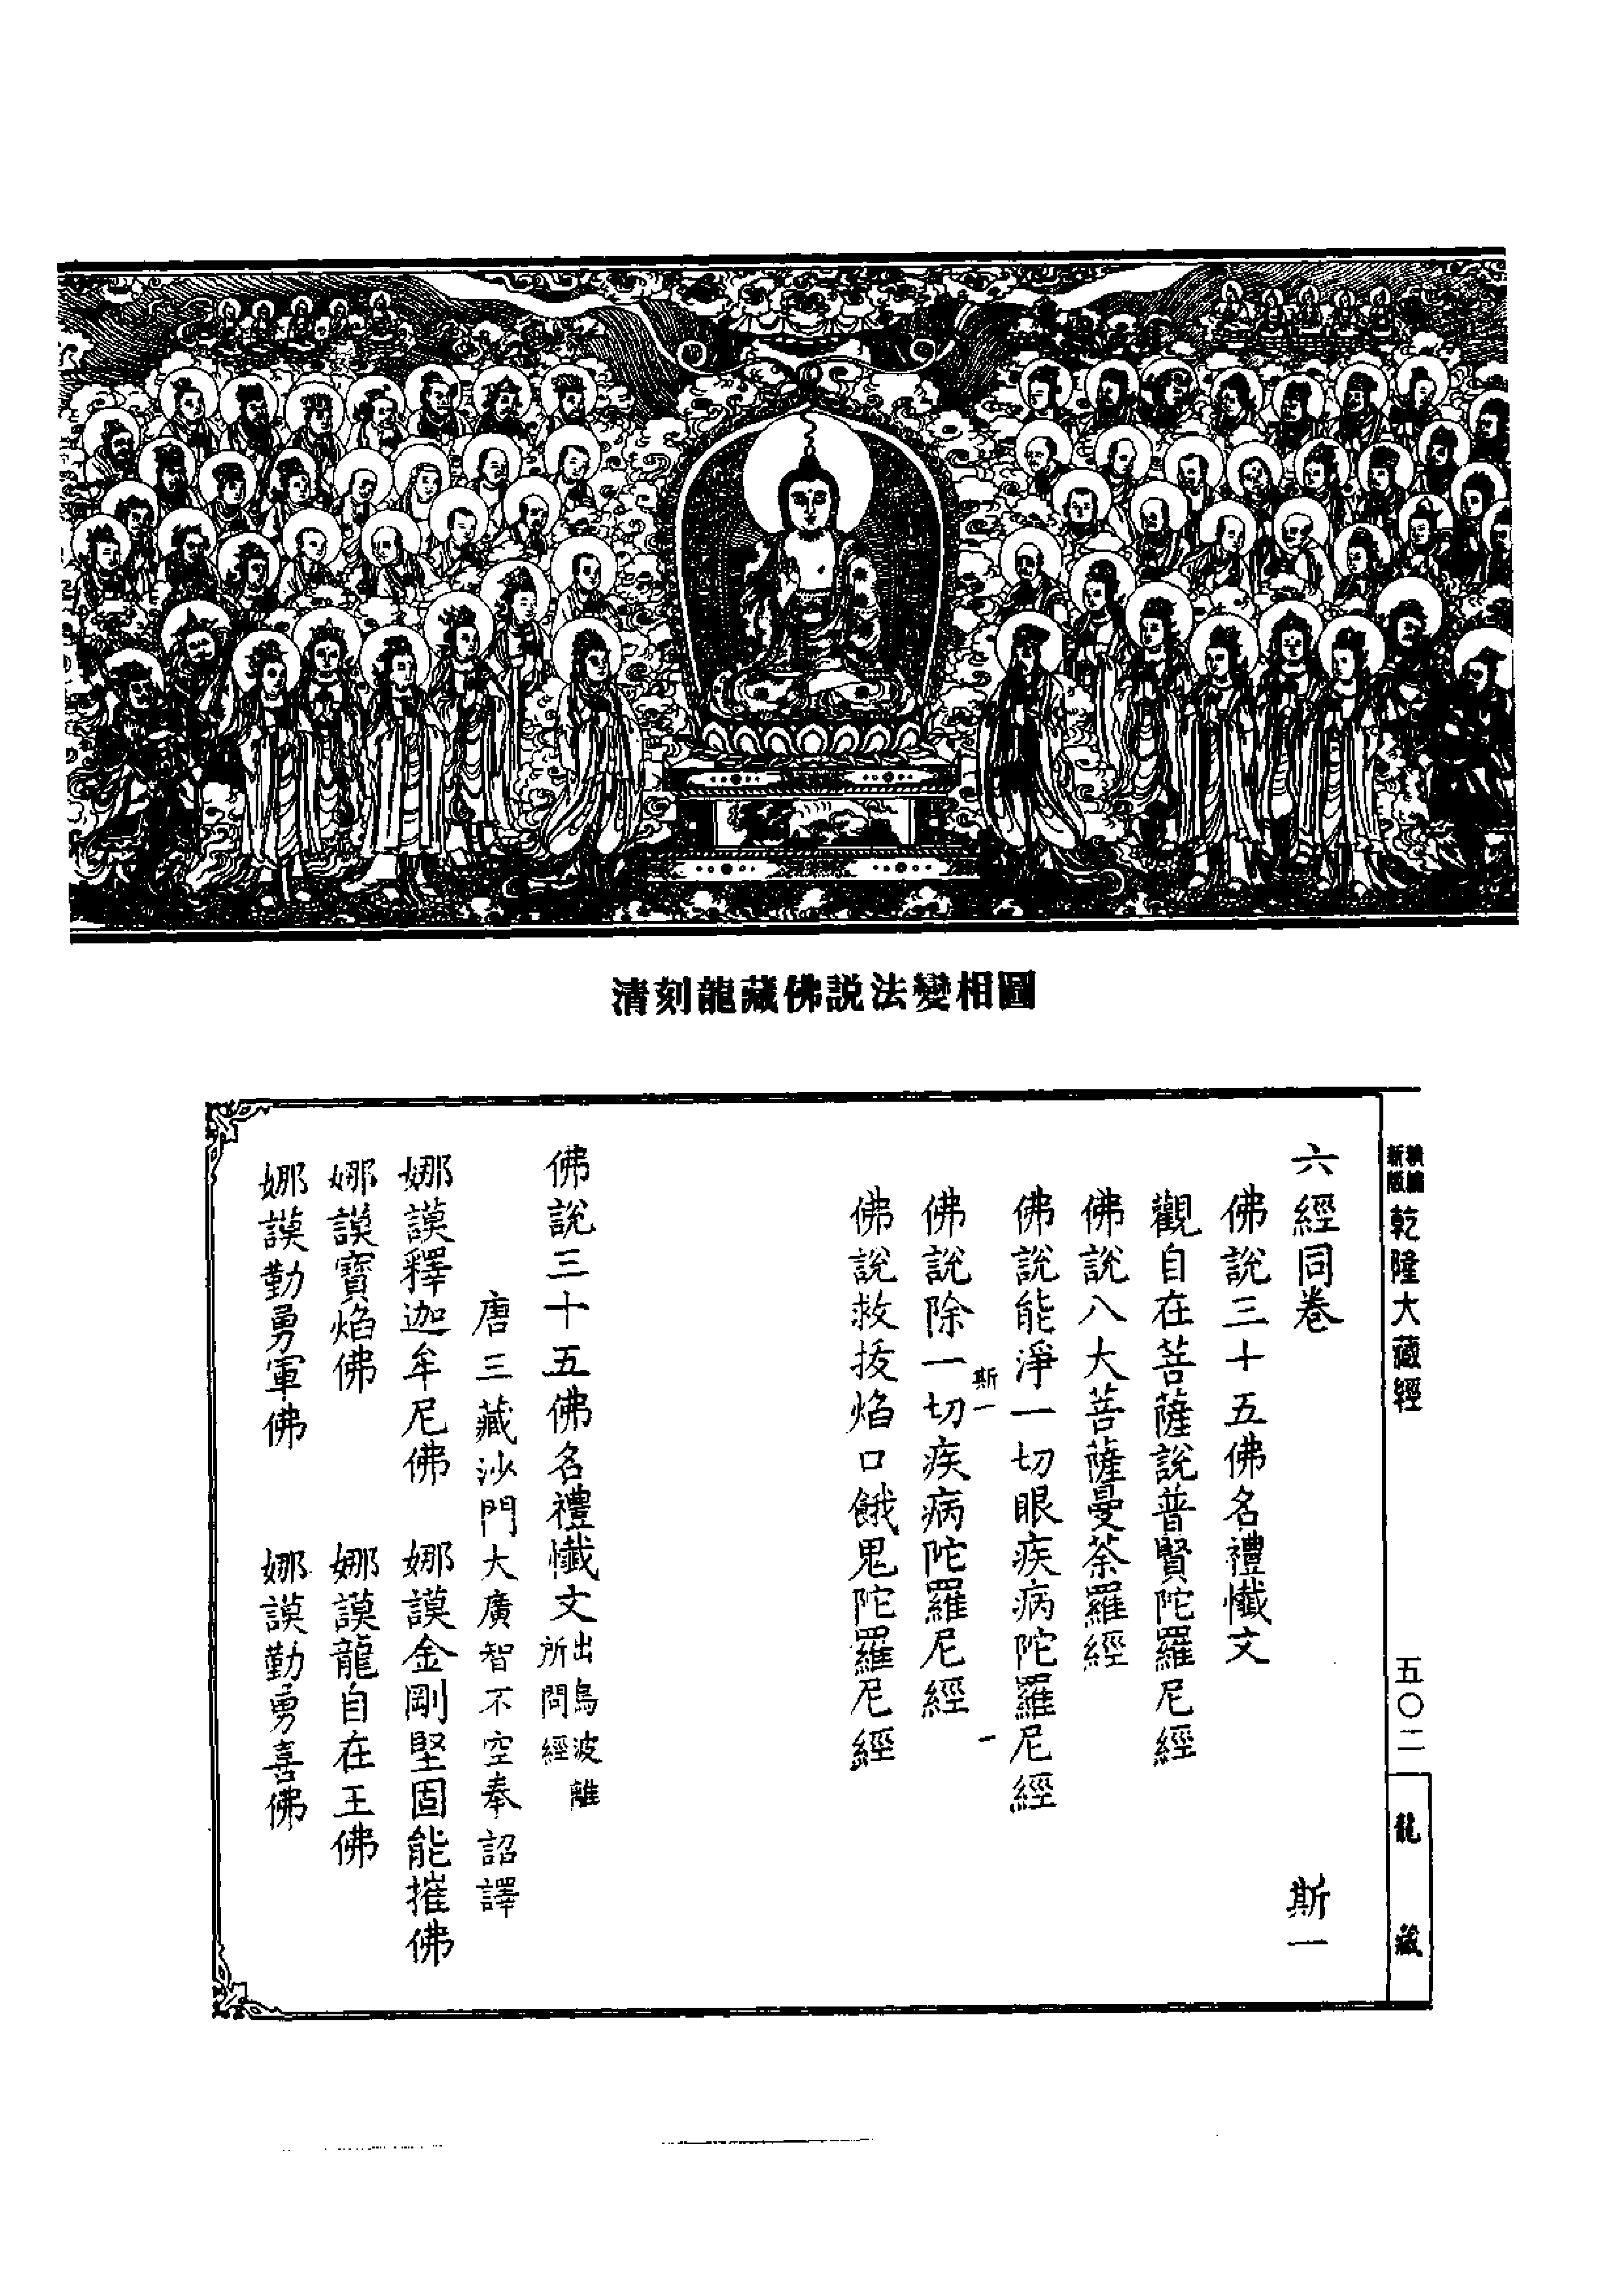 清刻龍藏佛説法變相圖
新版
乾隆大藏經
五〇二
龍藏
六經同卷 斯一
佛說三十五佛名禮懺文
觀自在菩薩說普賢陀羅尼經
佛說八大菩薩曼荼羅經
佛說能淨一切眼疾病陀羅尼經
斯一 一
佛說除一切疾病陀羅尼經
佛說救拔焰口餓鬼陀羅尼經
佛說三十五佛名禮懺文 出烏波離所問經
唐三藏沙門大廣智不空奉詔譯
娜謨釋迦牟尼佛 娜謨金剛堅固能摧佛
娜謨寶焰佛 娜謨龍自在王佛
娜謨勤勇軍佛 娜謨勤勇喜佛